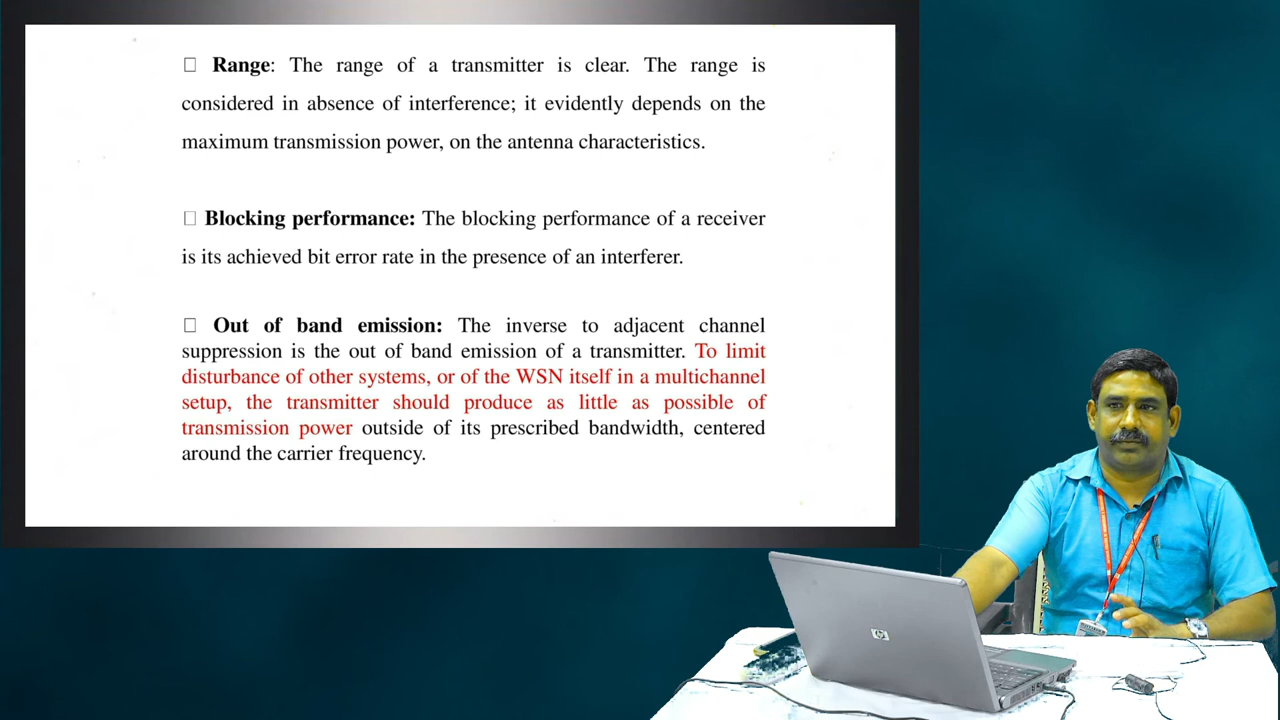 □ Range: The range of a transmitter is clear. The range is
considered in absence of interference; it evidently depends on the
maximum transmission power, on the antenna characteristics.
□ Blocking performance: The blocking performance of a receiver
is its achieved bit error rate in the presence of an interferer.
□ Out of band emission: The inverse to adjacent channel
suppression is the out of band emission of a transmitter. To limit
disturbance of other systems, or of the WSN itself in a multichannel
setup, the transmitter should produce as little as possible of
transmission power outside of its prescribed bandwidth, centered
around the carrier frequency.
hp